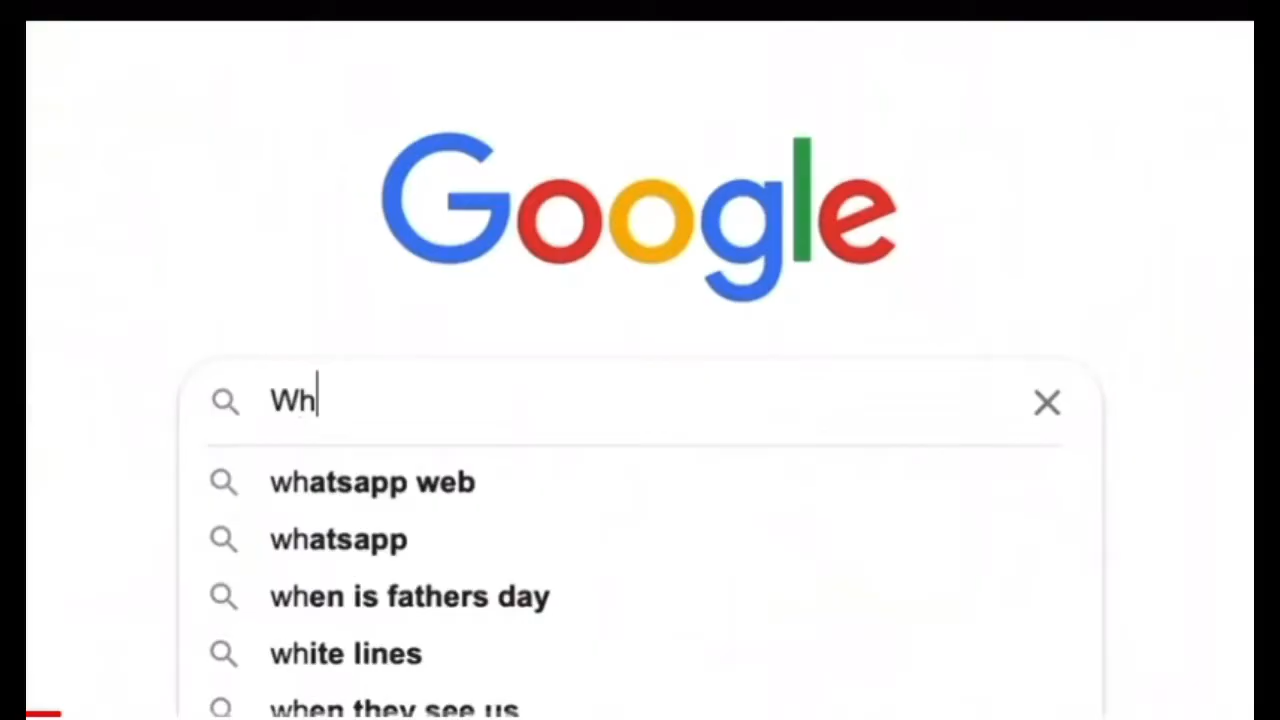 Google
Wh
whatsapp web
whatsapp
when is fathers day
white lines
when they see us